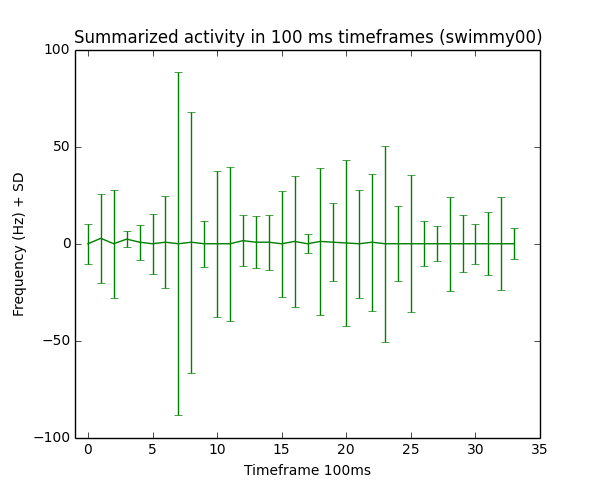 Summarized activity in 100 ms timeframes (swimmy00)
100
50
0
−50
−100
Frequency (Hz) + SD
0 5 10 15 20 25 30 35
Timeframe 100ms